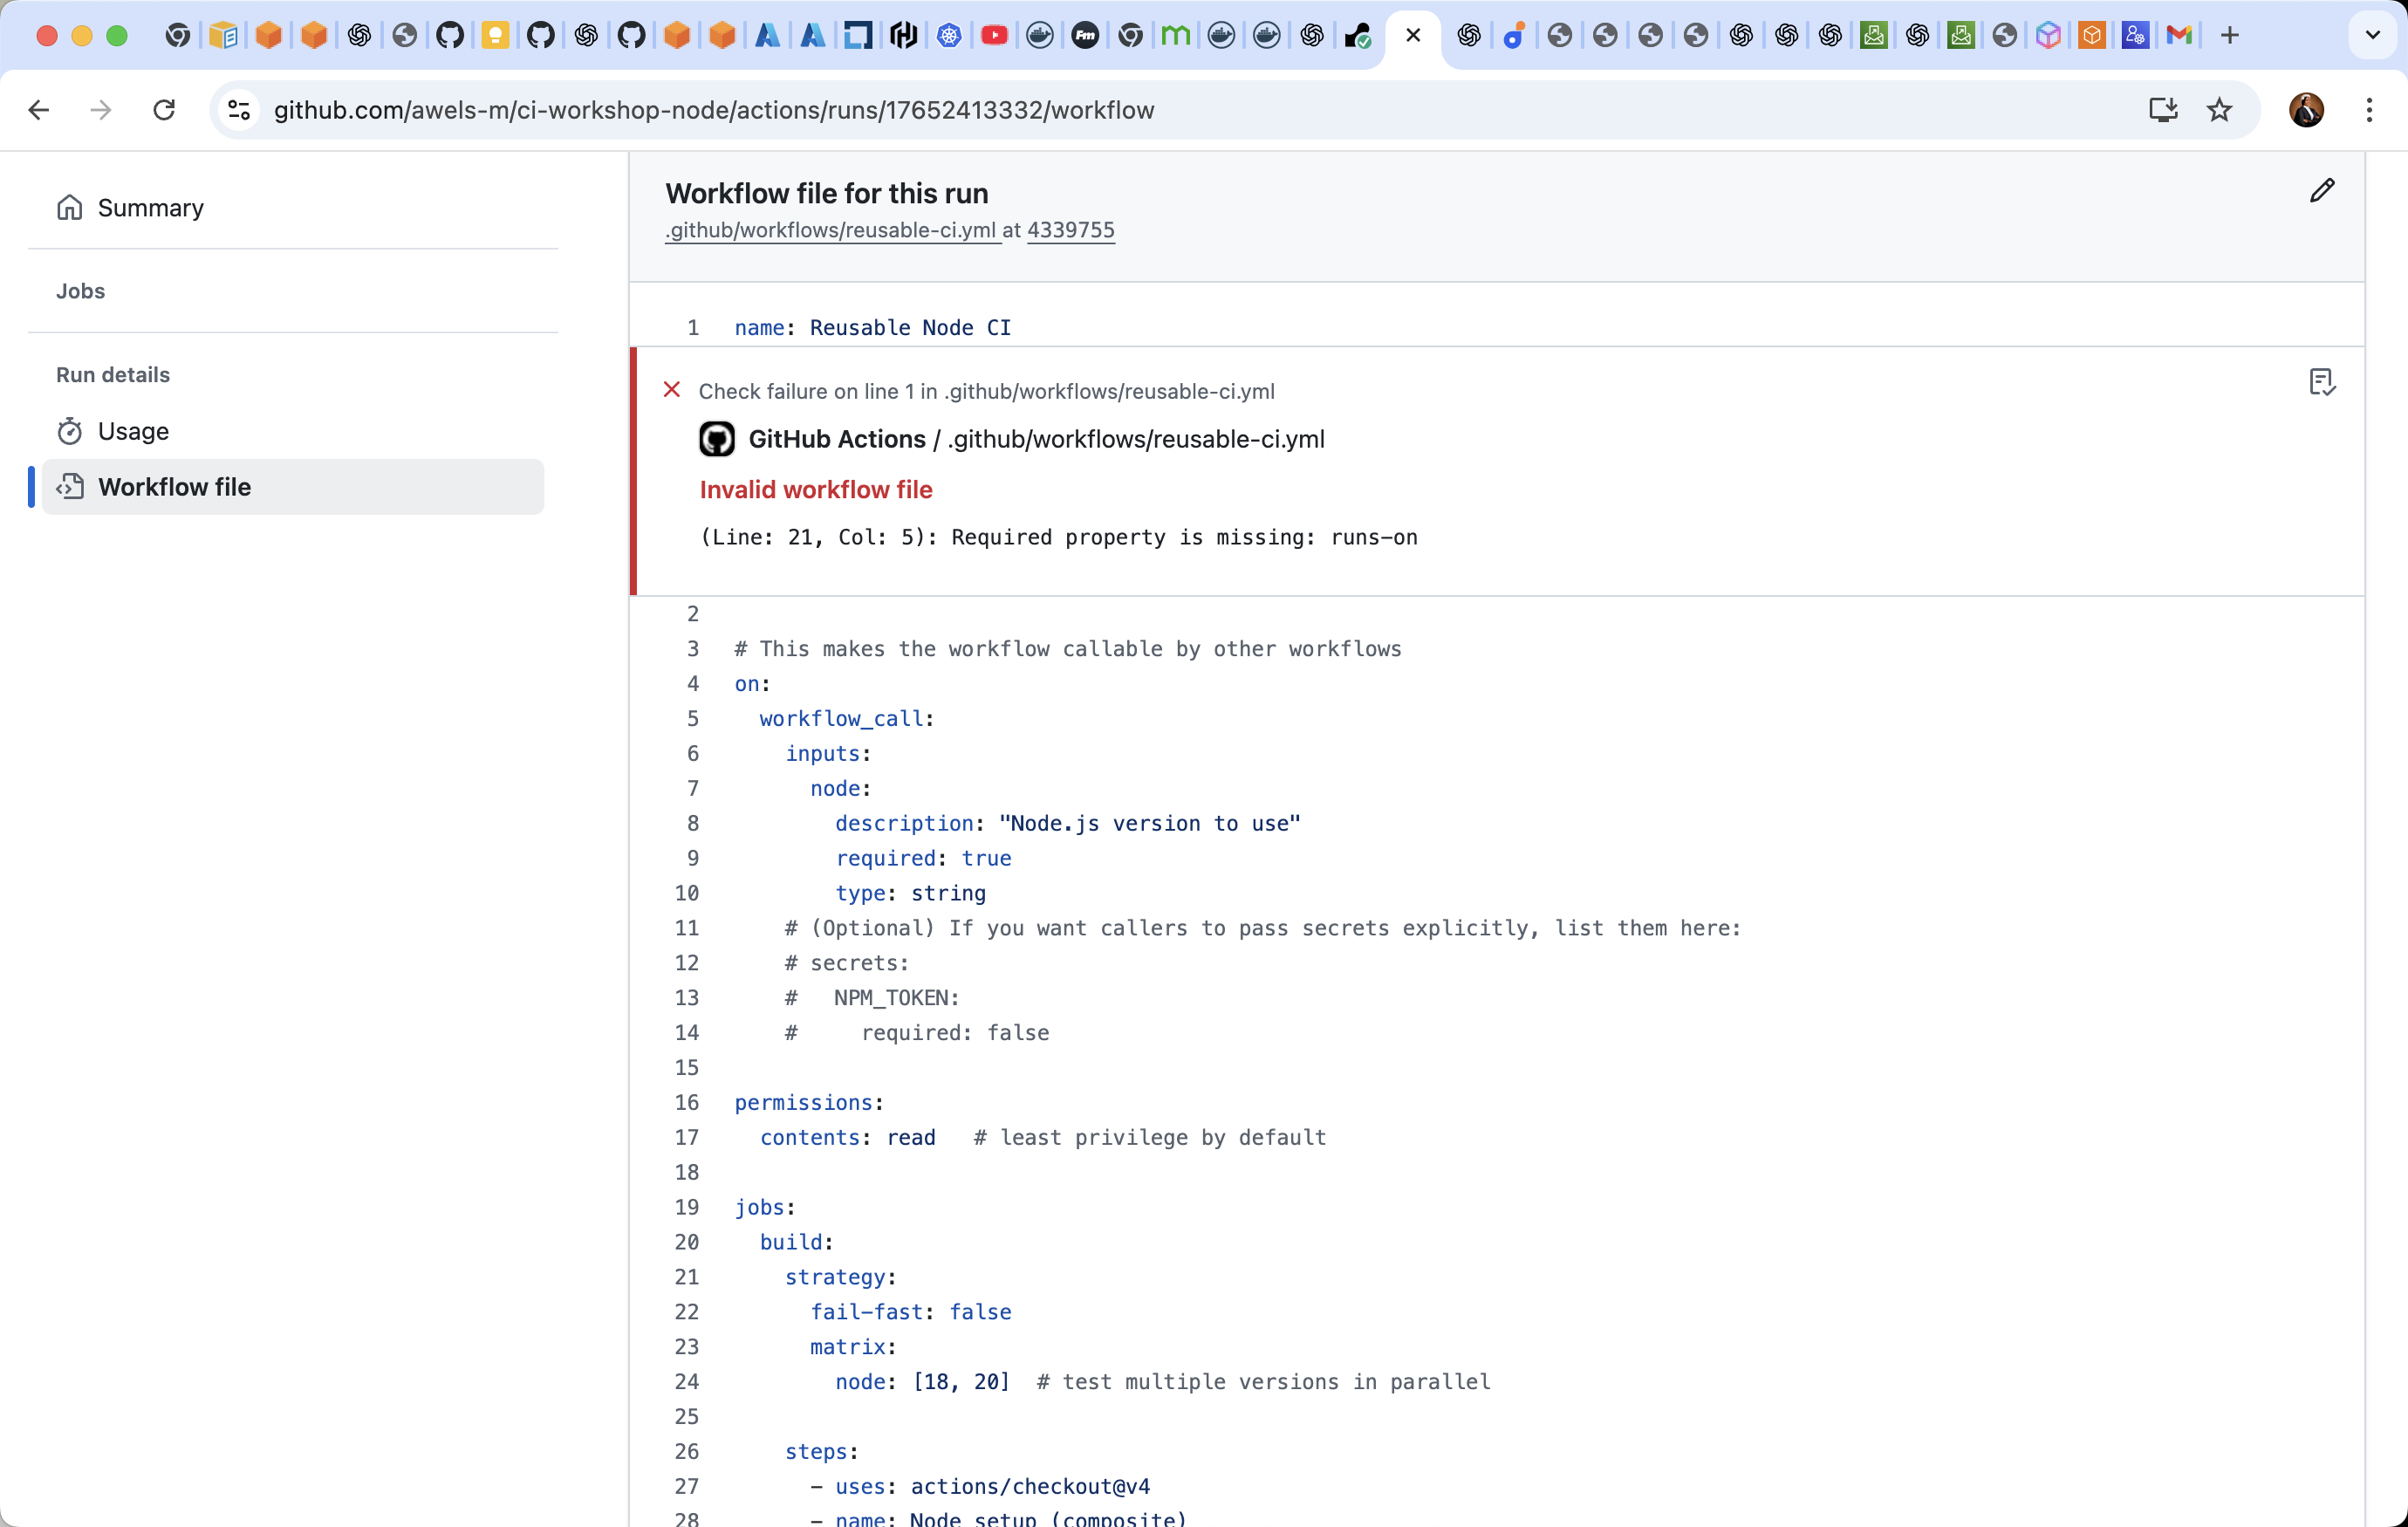 Fm
github.com/awels-m/ci-workshop-node/actions/runs/17652413332/workflow
Summary
Jobs
Run details
Usage
Workflow file
Workflow file for this run
.github/workflows/reusable-ci.yml at 4339755
1 name: Reusable Node CI
Check failure on line 1 in .github/workflows/reusable-ci.yml
GitHub Actions / .github/workflows/reusable-ci.yml
Invalid workflow file
(Line: 21, Col: 5): Required property is missing: runs-on
2
3 # This makes the workflow callable by other workflows
4 on:
5   workflow_call:
6     inputs:
7       node:
8         description: "Node.js version to use"
9         required: true
10         type: string
11     # (Optional) If you want callers to pass secrets explicitly, list them here:
12     # secrets:
13     #   NPM_TOKEN:
14     #     required: false
15
16 permissions:
17   contents: read   # least privilege by default
18
19 jobs:
20   build:
21     strategy:
22       fail-fast: false
23       matrix:
24         node: [18, 20]  # test multiple versions in parallel
25
26     steps:
27       - uses: actions/checkout@v4
28       - name: Node setup (composite)